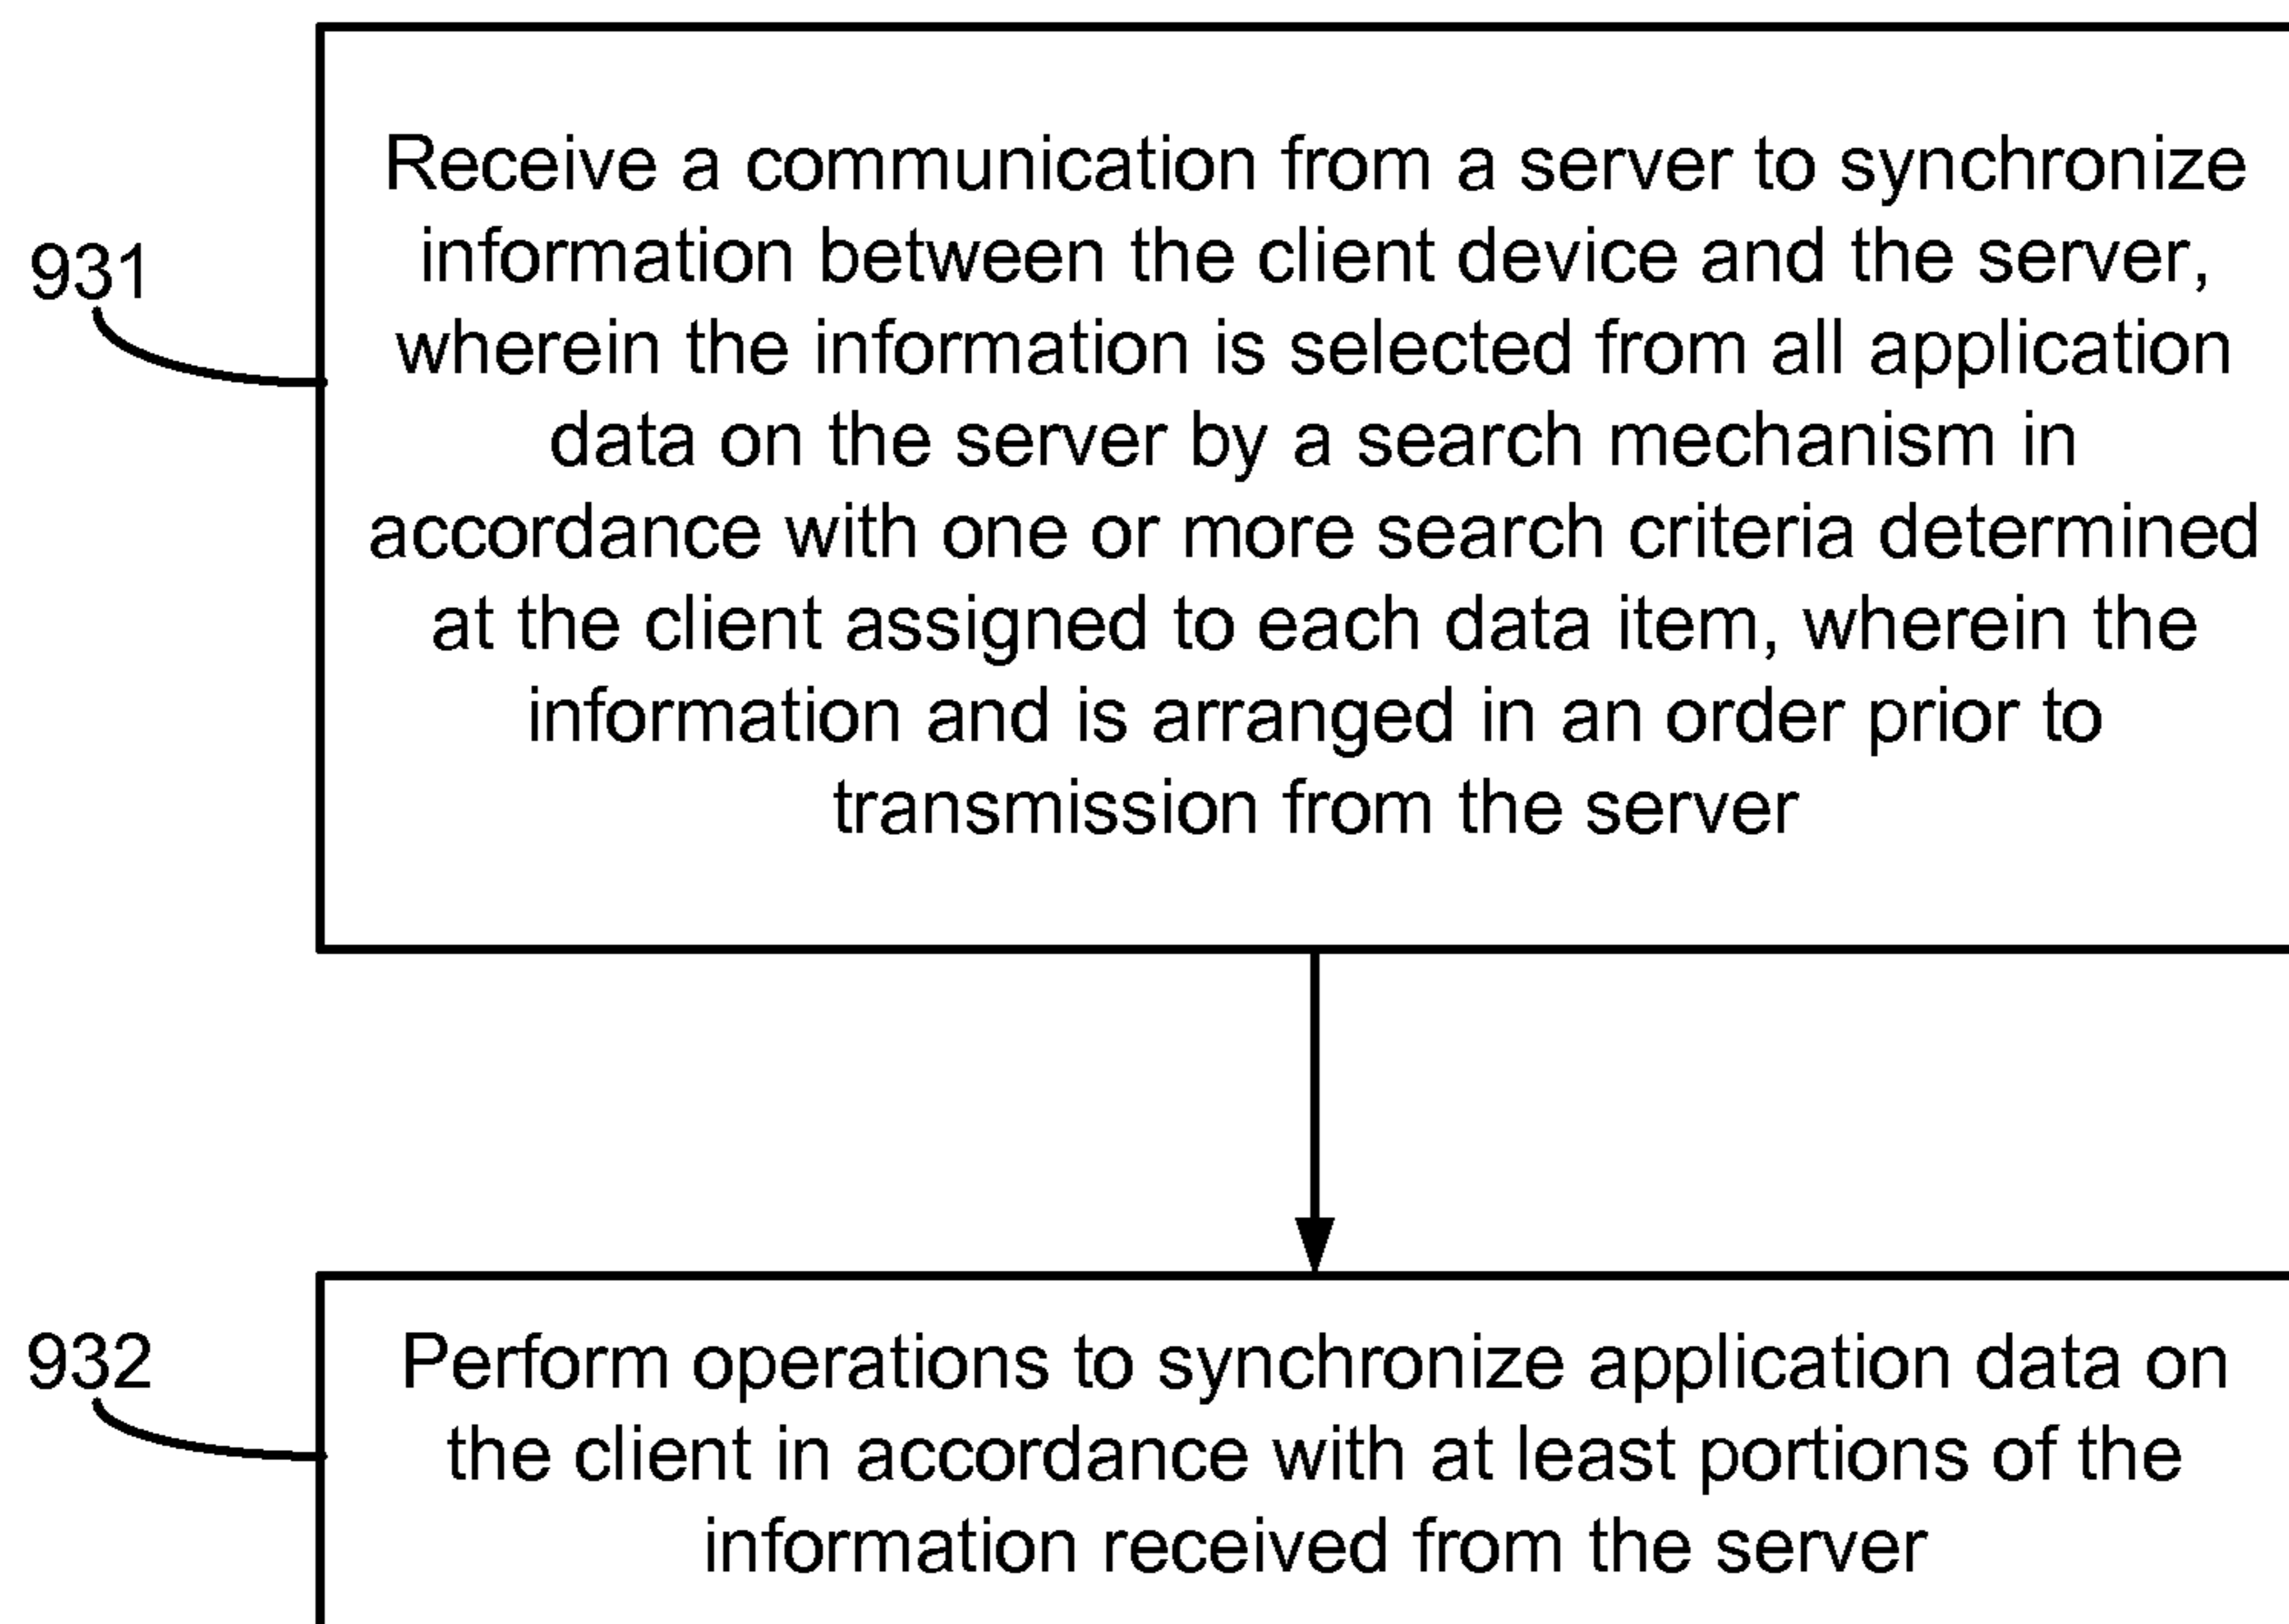 Receive a communication from a server to synchronize
information between the client device and the server,
931
wherein the information is selected from all application
data on the server by a search mechanism in
accordance with one or more search criteria determined
at the client assigned to each data item, wherein the
information and is arranged in an order prior to
transmission from the server
932
Perform operations to synchronize application data on
the client in accordance with at least portions of the
information received from the server